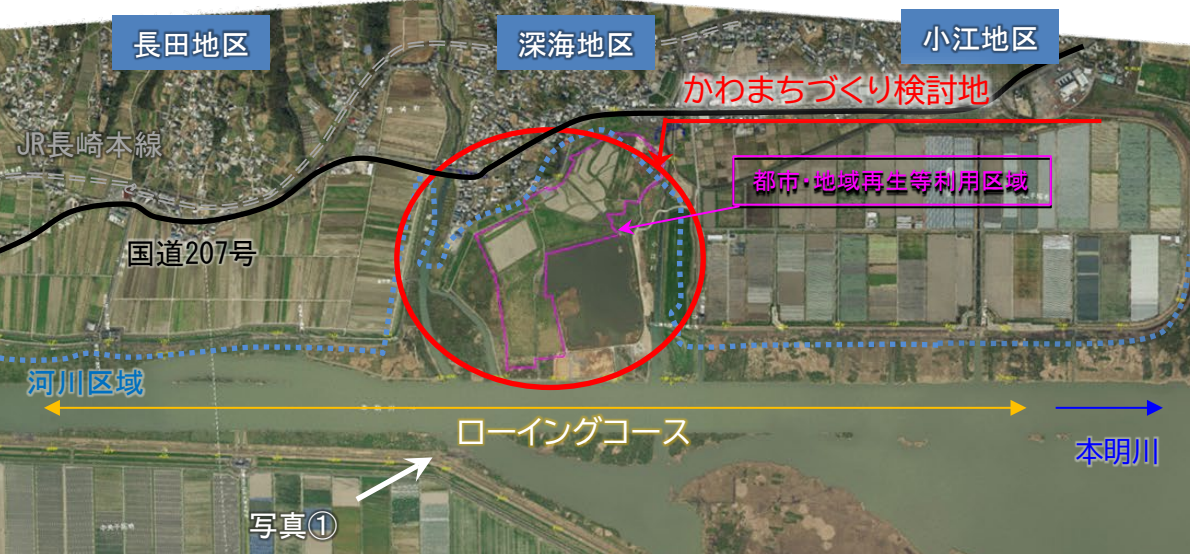 長田地区
深海地区
小江地区
かわまちづくり検討地
JR長崎本線
都市・地域再生等利用区域
国道207号
河川区域
ローイングコース
本明川
写真①